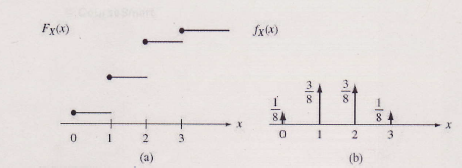 F_X(x)
f_X(x)
1/8 3/8 3/8 1/8
x
0 1 2 3
x
0 1 2 3
(a)
(b)